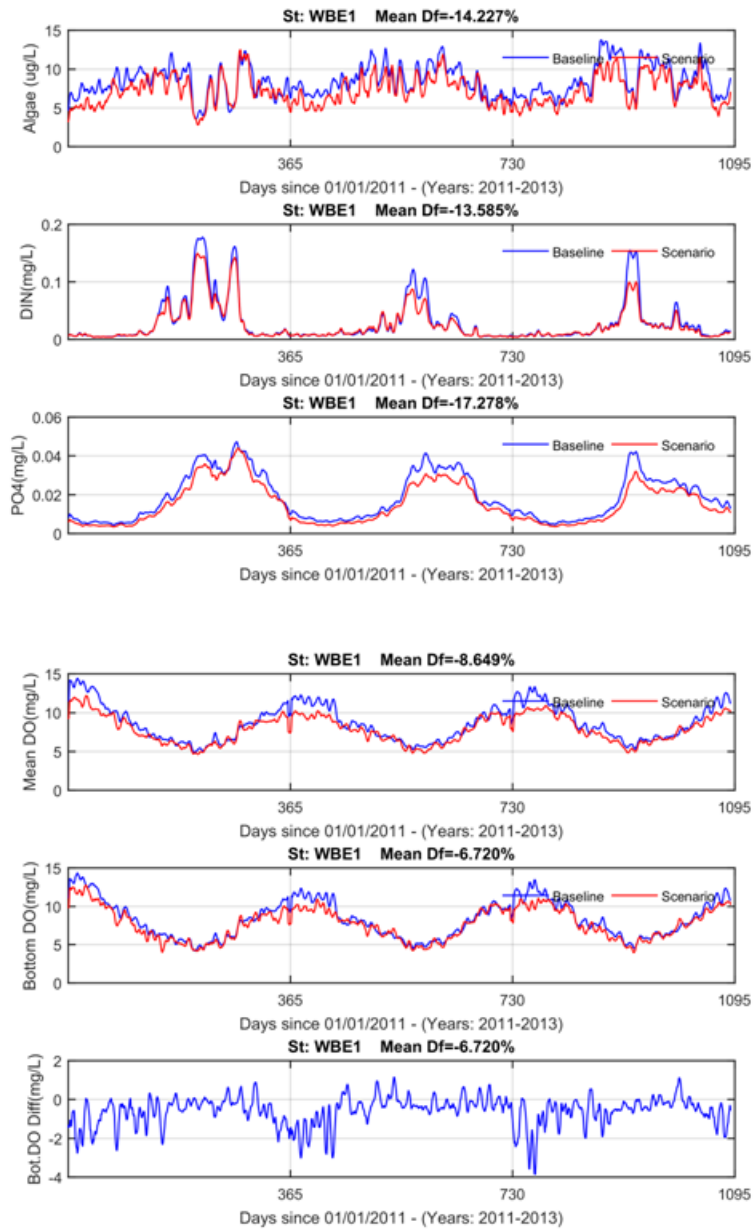 St: WBE1 Mean Df=-14.227%
15
10
5
0
Algae (ug/L)
Baseline Scenario
365 730 1095
Days since 01/01/2011 - (Years: 2011-2013)
St: WBE1 Mean Df=-13.585%
0.2
0.1
0
DIN(mg/L)
Baseline Scenario
365 730 1095
Days since 01/01/2011 - (Years: 2011-2013)
St: WBE1 Mean Df=-17.278%
0.06
0.04
0.02
0
PO4(mg/L)
Baseline Scenario
365 730 1095
Days since 01/01/2011 - (Years: 2011-2013)
St: WBE1 Mean Df=-8.649%
15
10
5
0
Mean DO(mg/L)
Baseline Scenario
365 730 1095
Days since 01/01/2011 - (Years: 2011-2013)
St: WBE1 Mean Df=-6.720%
15
10
5
0
Bottom DO(mg/L)
Baseline Scenario
365 730 1095
Days since 01/01/2011 - (Years: 2011-2013)
St: WBE1 Mean Df=-6.720%
2
0
-2
-4
Bot.DO Diff(mg/L)
365 730 1095
Days since 01/01/2011 - (Years: 2011-2013)